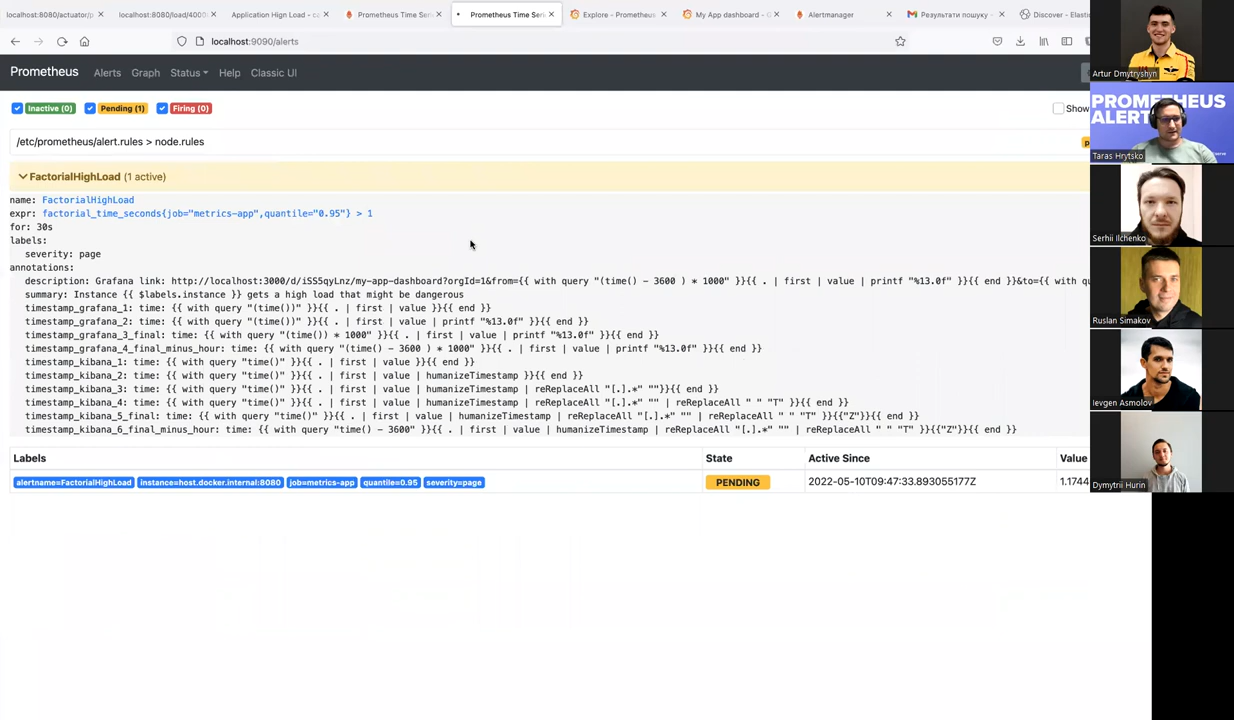 localhost:8080/actuator/p
localhost:8080/load/4000
Application Hign Load - ca
Prometheus Time Series
Prometheus Time Seri
Explore - Prometheus
My App dashboard - G
Alertmanager
Результати пошуку -
Discover - Elastic
localhost:9090/alerts
Prometheus
Alerts
Graph
Status
Help
Classic UI
Inactive (0)
Pending (1)
Firing (0)
Show
/etc/prometheus/alert.rules > node.rules
FactorialHighLoad (1 active)
name: FactorialHighLoad
expr: factorial_time_seconds{job="metrics-app",quantile="0.95"} > 1
for: 30s
labels:
severity: page
annotations:
description: Grafana link: http://localhost:3000/d/iSS5qyLnz/my-app-dashboard?orgId=1&from={{ with query "(time() - 3600 ) * 1000" }}{{ . | first | value | printf "%13.0f" }}{{ end }}&to={{ with qu
summary: Instance {{ $labels.instance }} gets a high load that might be dangerous
timestamp_grafana_1: time: {{ with query "(time())" }}{{ . | first | value }}{{ end }}
timestamp_grafana_2: time: {{ with query "(time())" }}{{ . | first | value | printf "%13.0f" }}{{ end }}
timestamp_grafana_3_final: time: {{ with query "(time()) * 1000" }}{{ . | first | value | printf "%13.0f" }}{{ end }}
timestamp_grafana_4_final_minus_hour: time: {{ with query "(time() - 3600 ) * 1000" }}{{ . | first | value | printf "%13.0f" }}{{ end }}
timestamp_kibana_1: time: {{ with query "time()" }}{{ . | first | value }}{{ end }}
timestamp_kibana_2: time: {{ with query "time()" }}{{ . | first | value | humanizeTimestamp }}{{ end }}
timestamp_kibana_3: time: {{ with query "time()" }}{{ . | first | value | humanizeTimestamp | reReplaceAll "[.].*" ""}}{{ end }}
timestamp_kibana_4: time: {{ with query "time()" }}{{ . | first | value | humanizeTimestamp | reReplaceAll "[.].*" "" | reReplaceAll " " "T" }}{{ end }}
timestamp_kibana_5_final: time: {{ with query "time()" }}{{ . | first | value | humanizeTimestamp | reReplaceAll "[.].*" "" | reReplaceAll " " "T" }}{{"Z"}}{{ end }}
timestamp_kibana_6_final_minus_hour: time: {{ with query "time() - 3600" }}{{ . | first | value | humanizeTimestamp | reReplaceAll "[.].*" "" | reReplaceAll " " "T" }}{{"Z"}}{{ end }}
Labels
State
Active Since
Value
alertname=FactorialHighLoad
instance=host.docker.internal:8080
job=metrics-app
quantile=0.95
severity=page
PENDING
2022-05-10T09:47:33.893055177Z
1.1744
Artur Dmytryshyn
PROMETHEUS
ALERT
Taras Hrytsko
Serhii Ilchenko
Ruslan Simakov
Ievgen Asmolov
Dymytrii Hurin